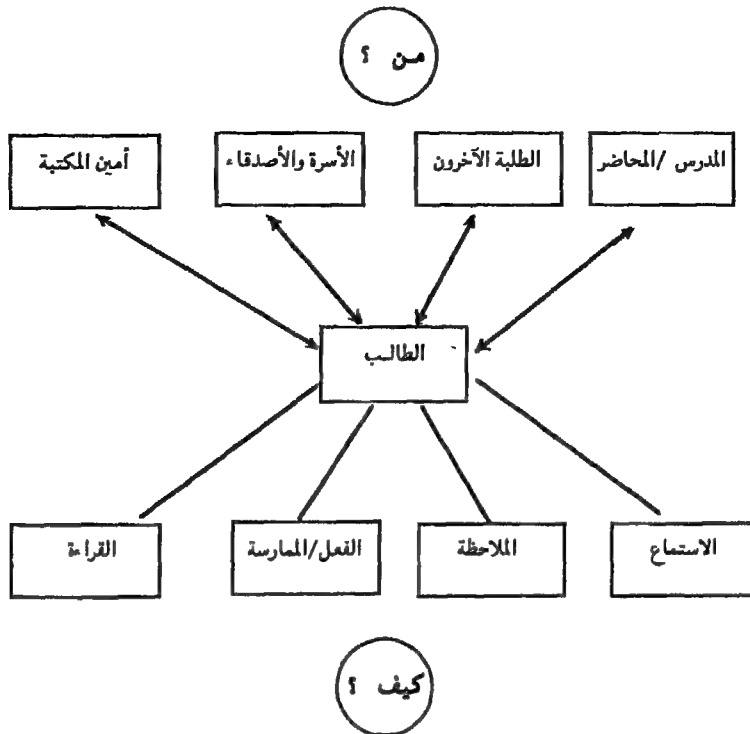 من ؟
المدرس /المحاضر
الطلبة الآخرون
الأسرة والأصدقاء
أمين المكتبة
الطالب
الاستماع
الملاحظة
الفعل/الممارسة
القراءة
كيف ؟